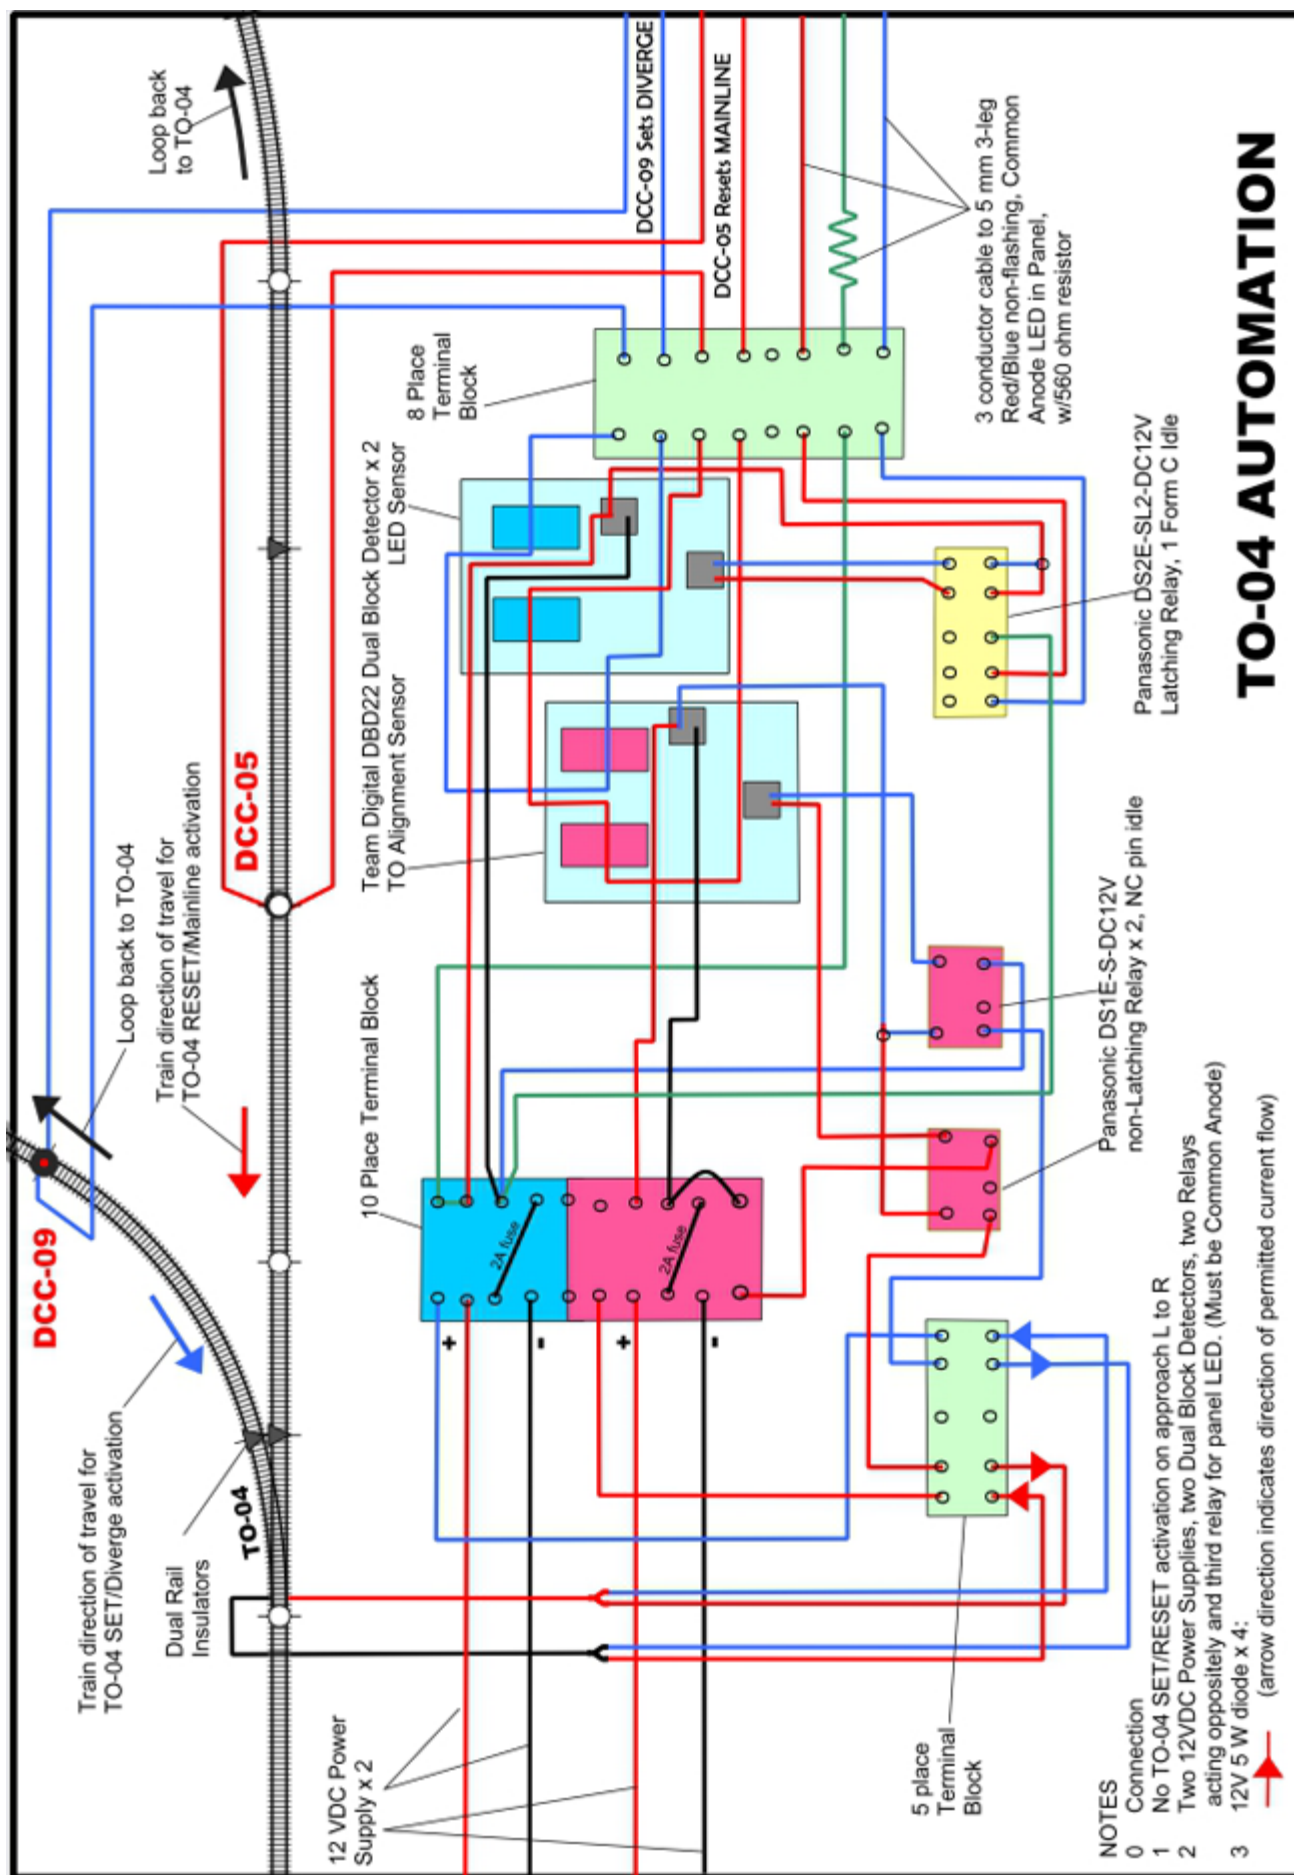 Loop back
to TO-04
DCC-09 Sets DIVERGE
DCC-05 Resets MAINLINE
3 conductor cable to 5 mm 3-leg
Red/Blue non-flashing, Common
Anode LED in Panel,
w/560 ohm resistor
TO-04 AUTOMATION
8 Place
Terminal
Block
Team Digital DBD22 Dual Block Detector x 2
TO Alignment Sensor
LED Sensor
Panasonic DS2E-SL2-DC12V
Latching Relay, 1 Form C Idle
DCC-05
Loop back to TO-04
Train direction of travel for
TO-04 RESET/Mainline activation
10 Place Terminal Block
Panasonic DS1E-S-DC12V
non-Latching Relay x 2, NC pin idle
DCC-09
2A fuse
2A fuse
+
-
+
-
Train direction of travel for
TO-04 SET/Diverge activation
Dual Rail
Insulators
TO-04
12 VDC Power
Supply x 2
5 place
Terminal
Block
NOTES
0 Connection
1 No TO-04 SET/RESET activation on approach L to R
2 Two 12VDC Power Supplies, two Dual Block Detectors, two Relays
acting oppositely and third relay for panel LED. (Must be Common Anode)
3 12V 5 W diode x 4:
(arrow direction indicates direction of permitted current flow)